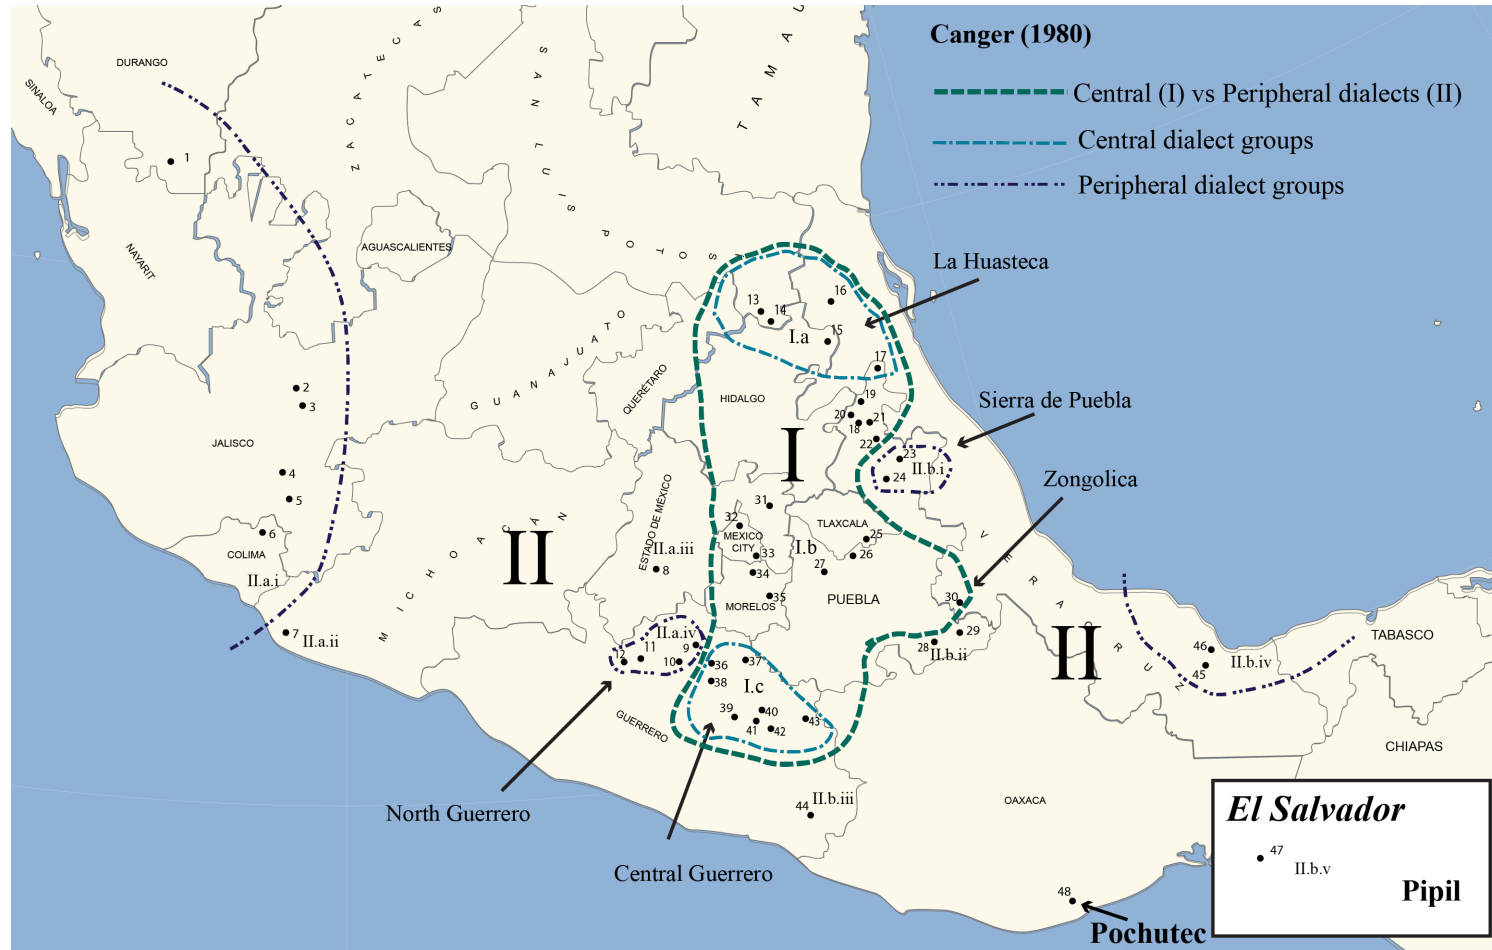 Canger (1980)
Central (I) vs Peripheral dialects (II)
Central dialect groups
Peripheral dialect groups
DURANGO
SINALOA
ZACATECAS
SAN LUIS POTOSI
TAMAU
NAYARIT
AGUASCALIENTES
La Huasteca
GUANAJUATO
QUERÉTARO
HIDALGO
Sierra de Puebla
JALISCO
Zongolica
COLIMA
MICHOACÁN
ESTADO DE MÉXICO
MEXICO
CITY
TLAXCALA
MORELOS
PUEBLA
VERACRUZ
TABASCO
GUERRERO
CHIAPAS
OAXACA
North Guerrero
Central Guerrero
El Salvador
Pipil
Pochutec
I
II
II
I.a
I.b
I.c
II.a.i
II.a.ii
II.a.iii
II.a.iv
II.b.i
II.b.ii
II.b.iii
II.b.iv
II.b.v
1
2
3
4
5
6
7
8
9
10
11
12
13
14
15
16
17
18
19
20
21
22
23
24
25
26
27
28
29
30
31
32
33
34
35
36
37
38
39
40
41
42
43
44
45
46
47
48